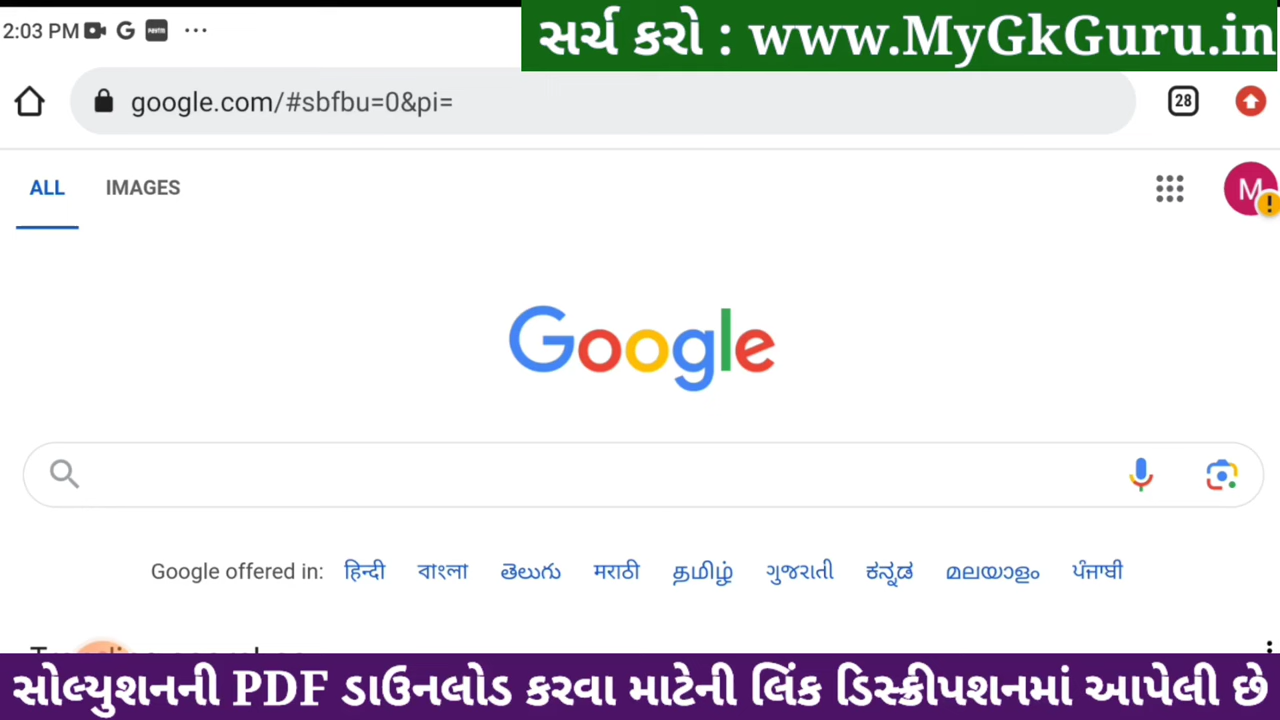 2:03 PM G Paytm ...
સર્ચ કરો : www.MyGkGuru.in
google.com/#sbfbu=0&pi=
28
ALL IMAGES
M
Google
Google offered in: हिन्दी বাংলা తెలుగు मराठी தமிழ் ગુજરાતી ಕನ್ನಡ മലയാളം ਪੰਜਾਬੀ
સોલ્યુશનની PDF ડાઉનલોડ કરવા માટેની લિંક ડિસ્ક્રીપશનમાં આપેલી છે